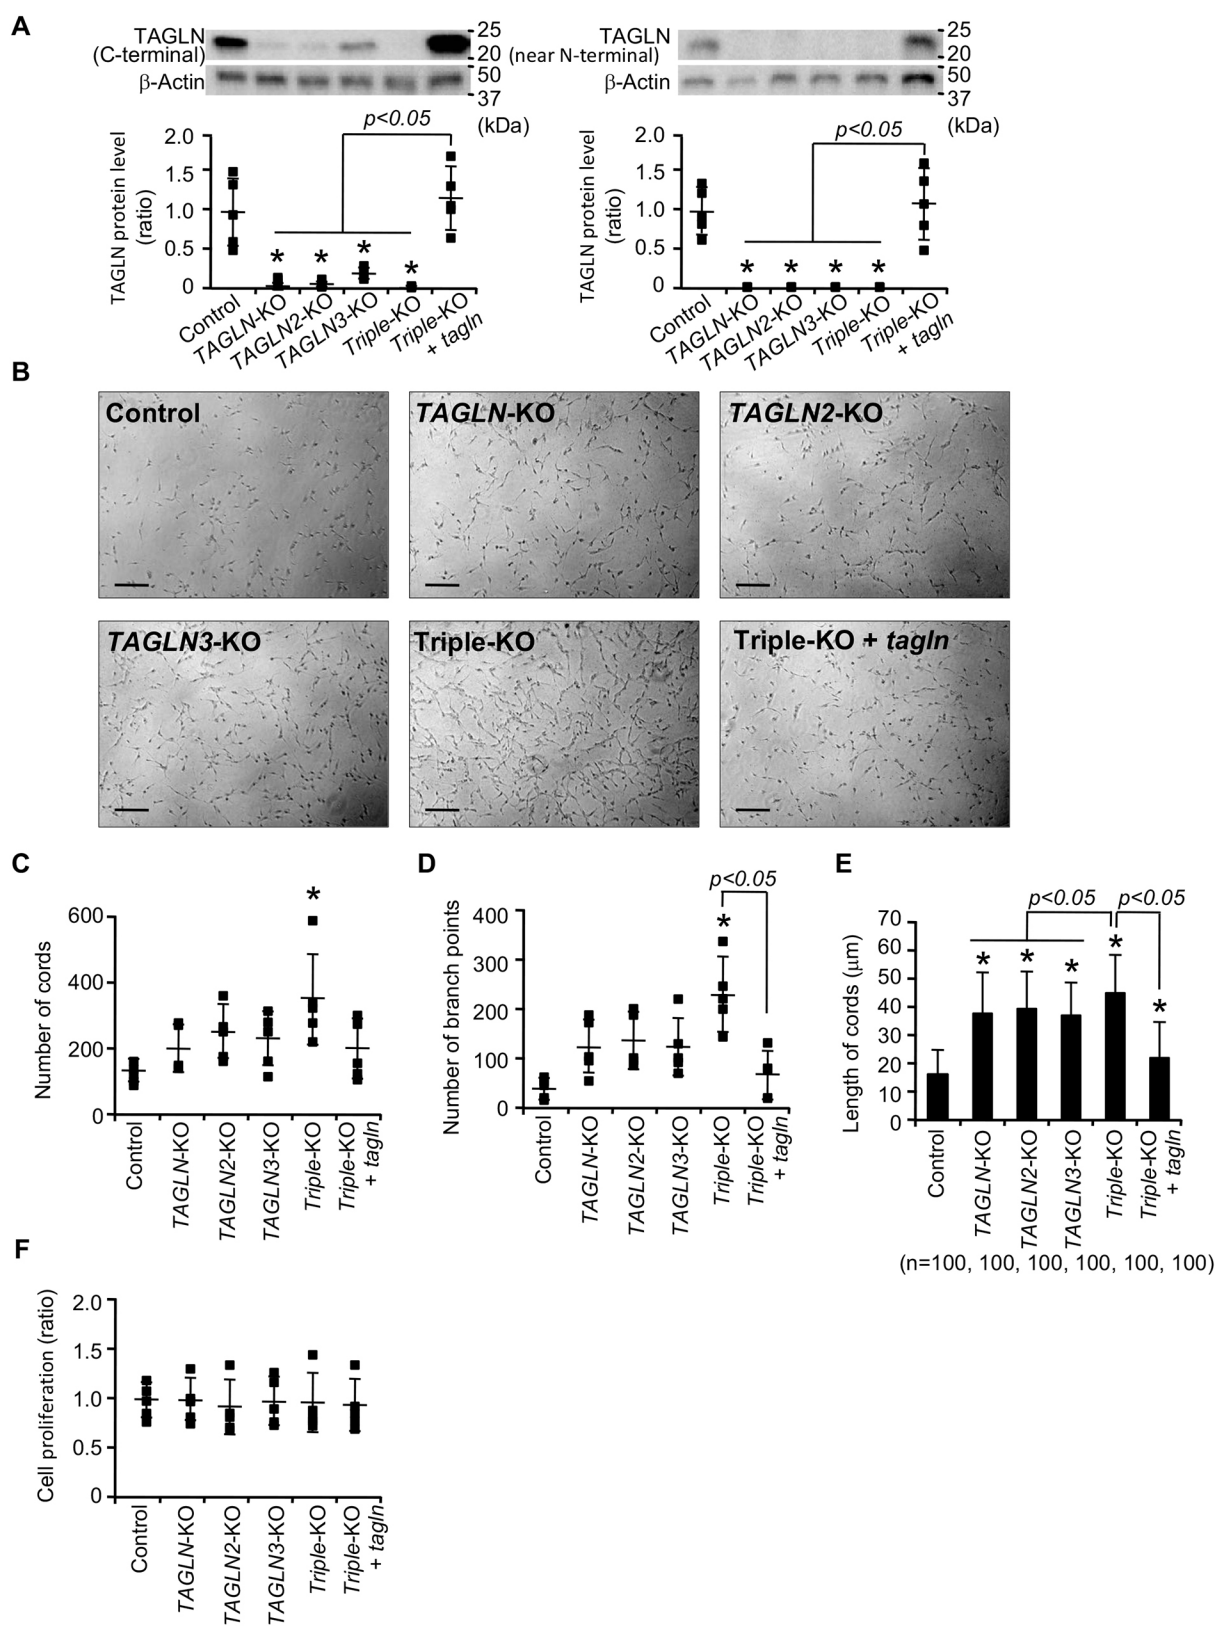 A
TAGLN
(C-terminal)
25
20
β-Actin
50
37
(kDa)
p<0.05
TAGLN protein level
(ratio)
2.0
1.5
1.0
0.5
0
*
*
*
*
Control
TAGLN-KO
TAGLN2-KO
TAGLN3-KO
Triple-KO
Triple-KO
+ tagln
TAGLN
(near N-terminal)
25
20
β-Actin
50
37
(kDa)
p<0.05
TAGLN protein level
(ratio)
2.0
1.5
1.0
0.5
0
*
*
*
*
Control
TAGLN-KO
TAGLN2-KO
TAGLN3-KO
Triple-KO
Triple-KO
+ tagln
B
Control
TAGLN-KO
TAGLN2-KO
TAGLN3-KO
Triple-KO
Triple-KO + tagln
C
Number of cords
600
400
200
0
*
Control
TAGLN-KO
TAGLN2-KO
TAGLN3-KO
Triple-KO
Triple-KO
+ tagln
D
p<0.05
Number of branch points
400
300
200
100
0
*
Control
TAGLN-KO
TAGLN2-KO
TAGLN3-KO
Triple-KO
Triple-KO
+ tagln
E
p<0.05
p<0.05
Length of cords (μm)
70
60
50
40
30
20
10
0
*
*
*
*
*
Control
TAGLN-KO
TAGLN2-KO
TAGLN3-KO
Triple-KO
Triple-KO
+ tagln
(n=100, 100, 100, 100, 100, 100)
F
Cell proliferation (ratio)
2.0
1.5
1.0
0.5
0
Control
TAGLN-KO
TAGLN2-KO
TAGLN3-KO
Triple-KO
Triple-KO
+ tagln